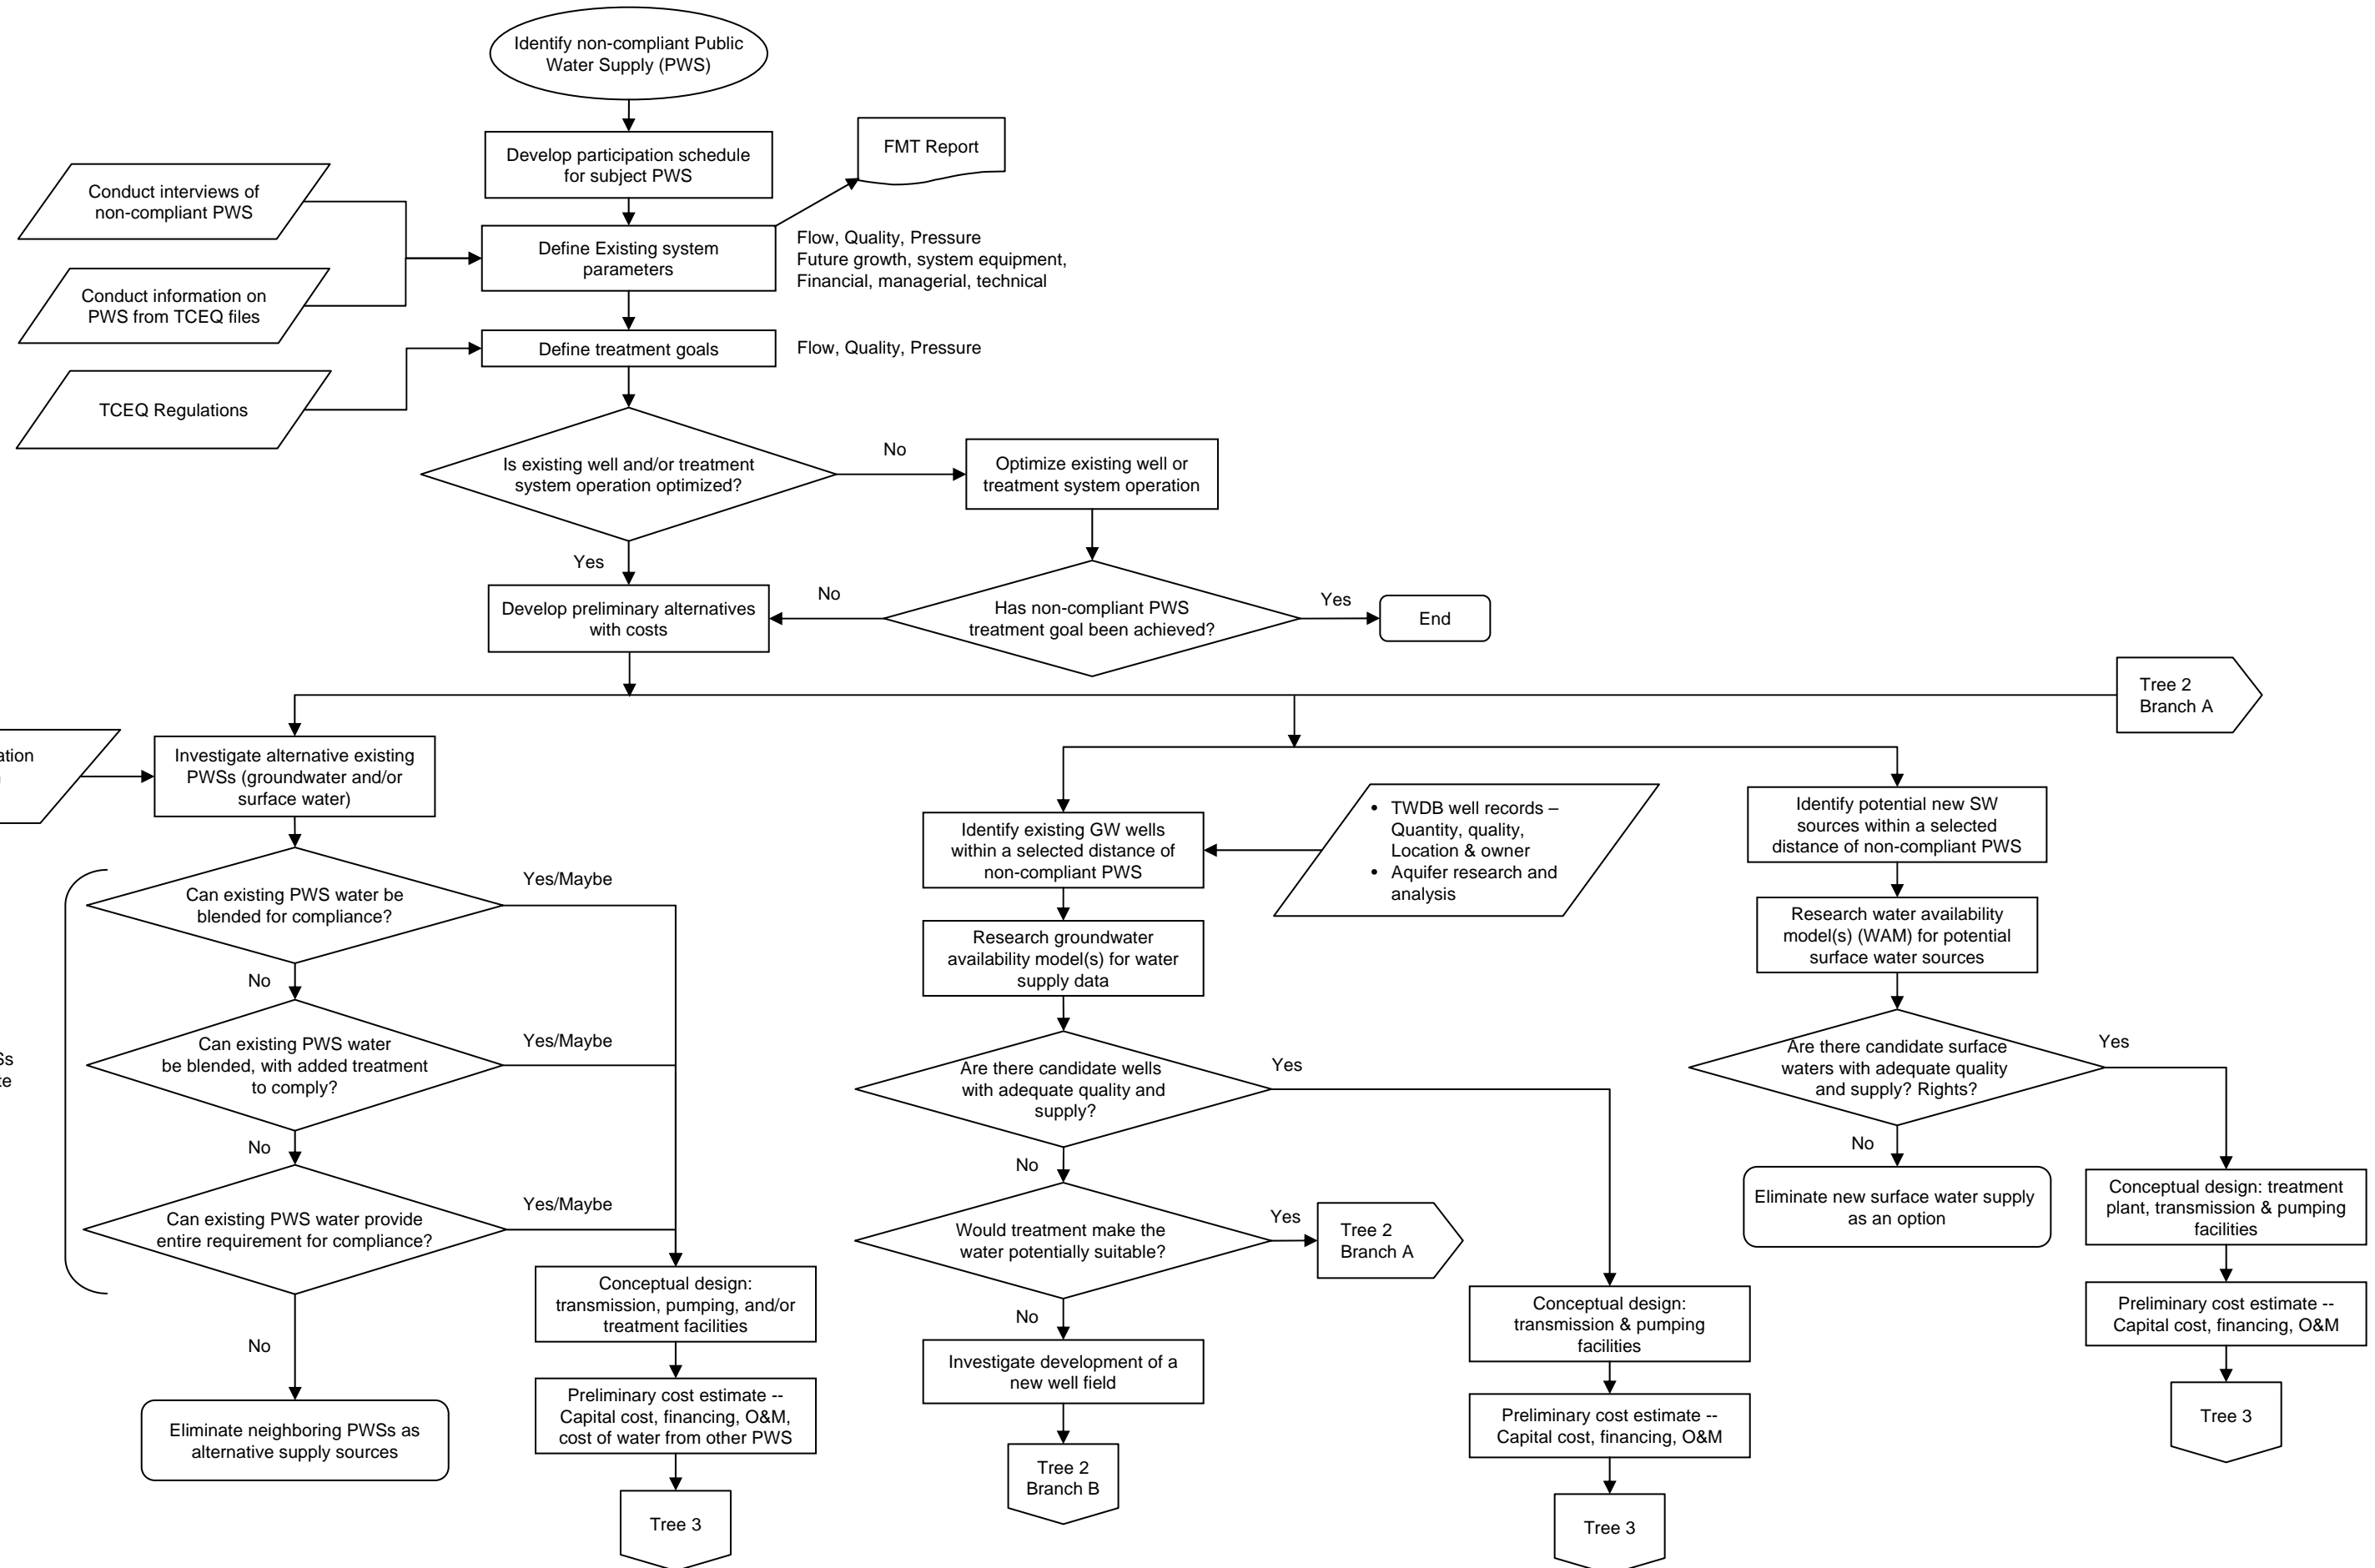 Identify non-compliant Public
Water Supply (PWS)
Develop participation schedule
for subject PWS
FMT Report
Conduct interviews of
non-compliant PWS
Define Existing system
parameters
Flow, Quality, Pressure
Future growth, system equipment,
Financial, managerial, technical
Conduct information on
PWS from TCEQ files
Define treatment goals
Flow, Quality, Pressure
TCEQ Regulations
Is existing well and/or treatment
system operation optimized?
No
Optimize existing well or
treatment system operation
Yes
Develop preliminary alternatives
with costs
No
Has non-compliant PWS
treatment goal been achieved?
Yes
End
Tree 2
Branch A
Investigate alternative existing
PWSs (groundwater and/or
surface water)
Can existing PWS water be
blended for compliance?
Yes/Maybe
No
Can existing PWS water
be blended, with added treatment
to comply?
Yes/Maybe
No
Can existing PWS water provide
entire requirement for compliance?
Yes/Maybe
No
Eliminate neighboring PWSs as
alternative supply sources
Conceptual design:
transmission, pumping, and/or
treatment facilities
Preliminary cost estimate --
Capital cost, financing, O&M,
cost of water from other PWS
Tree 3
Identify existing GW wells
within a selected distance of
non-compliant PWS
• TWDB well records –
Quantity, quality,
Location & owner
• Aquifer research and
analysis
Research groundwater
availability model(s) for water
supply data
Are there candidate wells
with adequate quality and
supply?
Yes
No
Would treatment make the
water potentially suitable?
Yes
Tree 2
Branch A
No
Investigate development of a
new well field
Tree 2
Branch B
Conceptual design:
transmission & pumping
facilities
Preliminary cost estimate --
Capital cost, financing, O&M
Tree 3
Identify potential new SW
sources within a selected
distance of non-compliant PWS
Research water availability
model(s) (WAM) for potential
surface water sources
Are there candidate surface
waters with adequate quality
and supply? Rights?
Yes
No
Eliminate new surface water supply
as an option
Conceptual design: treatment
plant, transmission & pumping
facilities
Preliminary cost estimate --
Capital cost, financing, O&M
Tree 3